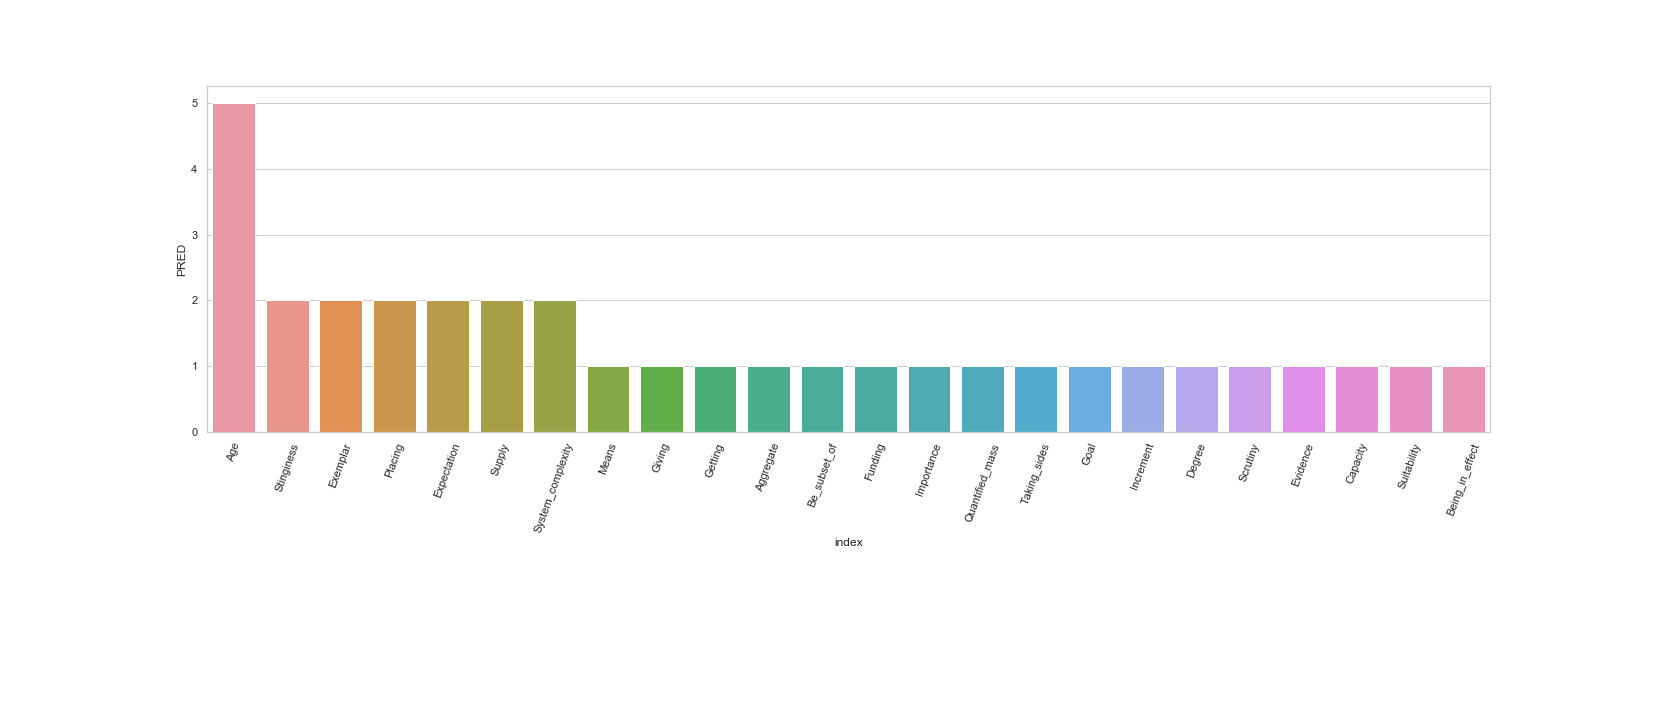 5
4
3
2
1
0
PRED
Age
Stinginess
Exemplar
Placing
Expectation
Supply
System_complexity
Means
Giving
Getting
Aggregate
Be_subset_of
Funding
Importance
Quantified_mass
Taking_sides
Goal
Increment
Degree
Scrutiny
Evidence
Capacity
Suitability
Being_in_effect
index